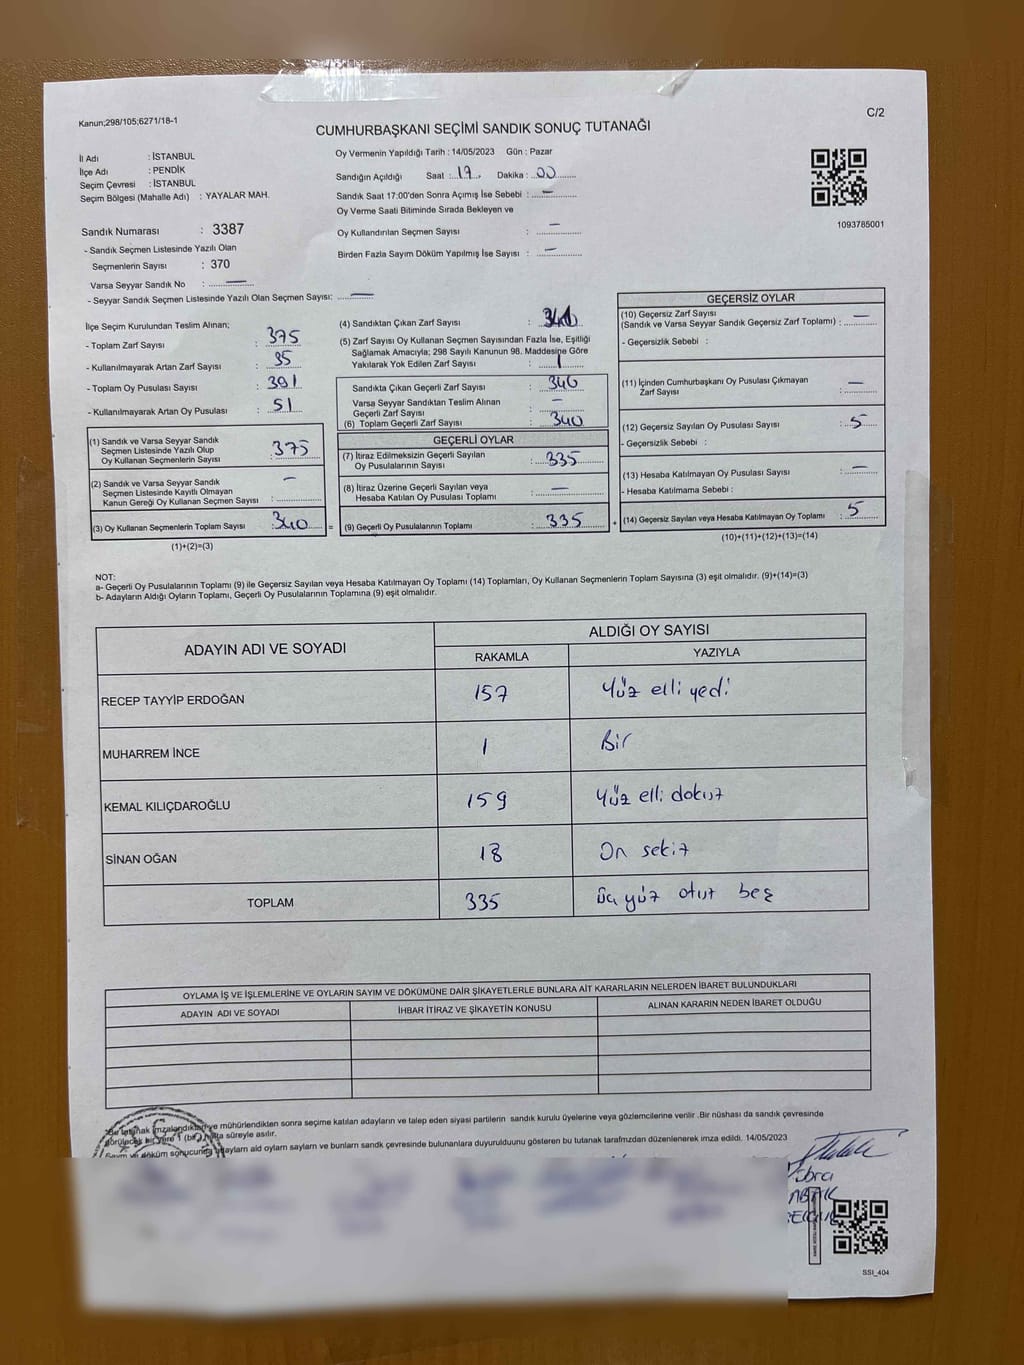 Kanun;298/105;6271/18-1
C/2
CUMHURBAŞKANI SEÇİMİ SANDIK SONUÇ TUTANAĞI
İl Adı : İSTANBUL
İlçe Adı : PENDİK
Seçim Çevresi : İSTANBUL
Seçim Bölgesi (Mahalle Adı) : YAYALAR MAH.
Sandık Numarası : 3387
- Sandık Seçmen Listesinde Yazılı Olan
Seçmenlerin Sayısı : 370
Varsa Seyyar Sandık No : —
- Seyyar Sandık Seçmen Listesinde Yazılı Olan Seçmen Sayısı: —
Oy Vermenin Yapıldığı Tarih : 14/05/2023 Gün : Pazar
Sandığın Açıldığı Saat : 17 Dakika : 00
Sandık Saat 17:00'den Sonra Açımış İse Sebebi : —
Oy Verme Saati Bitiminde Sırada Bekleyen ve
Oy Kullandırılan Seçmen Sayısı : —
Birden Fazla Sayım Döküm Yapılmış İse Sayısı : —
1093785001
İlçe Seçim Kurulundan Teslim Alınan;
- Toplam Zarf Sayısı : 375
- Kullanılmayarak Artan Zarf Sayısı : 35
- Toplam Oy Pusulası Sayısı : 391
- Kullanılmayarak Artan Oy Pusulası : 51
(1) Sandık ve Varsa Seyyar Sandık
Seçmen Listesinde Yazılı Olup
Oy Kullanan Seçmenlerin Sayısı : 375
(2) Sandık ve Varsa Seyyar Sandık
Seçmen Listesinde Kayıtlı Olmayan
Kanun Gereği Oy Kullanan Seçmen Sayısı : —
(3) Oy Kullanan Seçmenlerin Toplam Sayısı : 340 =
(1)+(2)=(3)
(4) Sandıktan Çıkan Zarf Sayısı :
(5) Zarf Sayısı Oy Kullanan Seçmen Sayısından Fazla İse, Eşitliği
Sağlamak Amacıyla; 298 Sayılı Kanunun 98. Maddesine Göre
Yakılarak Yok Edilen Zarf Sayısı : 1
Sandıkta Çıkan Geçerli Zarf Sayısı : 340
Varsa Seyyar Sandıktan Teslim Alınan
Geçerli Zarf Sayısı : —
(6) Toplam Geçerli Zarf Sayısı : 340
GEÇERLİ OYLAR
(7) İtiraz Edilmeksizin Geçerli Sayılan
Oy Pusulalarının Sayısı : 335
(8) İtiraz Üzerine Geçerli Sayılan veya
Hesaba Katılan Oy Pusulası Toplamı : —
(9) Geçerli Oy Pusulalarının Toplamı : 335 +
GEÇERSİZ OYLAR
(10) Geçersiz Zarf Sayısı
(Sandık ve Varsa Seyyar Sandık Geçersiz Zarf Toplamı) : —
- Geçersizlik Sebebi :
(11) İçinden Cumhurbaşkanı Oy Pusulası Çıkmayan
Zarf Sayısı : —
(12) Geçersiz Sayılan Oy Pusulası Sayısı : 5
- Geçersizlik Sebebi :
(13) Hesaba Katılmayan Oy Pusulası Sayısı : —
- Hesaba Katılmama Sebebi :
(14) Geçersiz Sayılan veya Hesaba Katılmayan Oy Toplamı : 5
(10)+(11)+(12)+(13)=(14)
NOT:
a- Geçerli Oy Pusulalarının Toplamı (9) ile Geçersiz Sayılan veya Hesaba Katılmayan Oy Toplamı (14) Toplamları, Oy Kullanan Seçmenlerin Toplam Sayısına (3) eşit olmalıdır. (9)+(14)=(3)
b- Adayların Aldığı Oyların Toplamı, Geçerli Oy Pusulalarının Toplamına (9) eşit olmalıdır.
ADAYIN ADI VE SOYADI ALDIĞI OY SAYISI
RAKAMLA YAZIYLA
RECEP TAYYİP ERDOĞAN 157 Yüz elli yedi
MUHARREM İNCE 1 Bir
KEMAL KILIÇDAROĞLU 159 Yüz elli dokuz
SİNAN OĞAN 18 On sekiz
TOPLAM 335 Üç yüz otuz beş
OYLAMA İŞ VE İŞLEMLERİNE VE OYLARIN SAYIM VE DÖKÜMÜNE DAİR ŞİKAYETLERLE BUNLARA AİT KARARLARIN NELERDEN İBARET BULUNDUKLARI
ADAYIN ADI VE SOYADI İHBAR İTİRAZ VE ŞİKAYETİN KONUSU ALINAN KARARIN NEDEN İBARET OLDUĞU
*Bu tutanak imzalandıktan ve mühürlendikten sonra seçime katılan adayların ve talep eden siyasi partilerin sandık kurulu üyelerine veya gözlemcilerine verilir .Bir nüshası da sandık çevresinde
görülecek bir yere 1 (bir) hafta süreyle asılır.
Sayım ve döküm sonucunda adayların aldı oyların sayların ve bunların sandk çevresinde bulunanlara duyurulduunu gösteren bu tutanak tarafmzdan düzenlenerek imza edildi. 14/05/2023
SSI_404